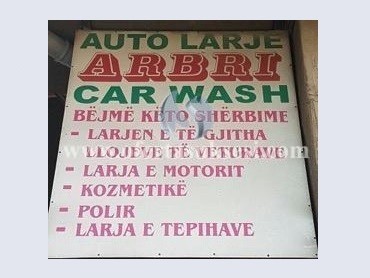 AUTO LARJE
ARBRI
CAR WASH
BËJMË KËTO SHËRBIME
- LARJEN E TË GJITHA
LLOJEVE TË VETURAVE
- LARJA E MOTORIT
- KOZMETIKË
- POLIR
- LARJA E TEPIHAVE